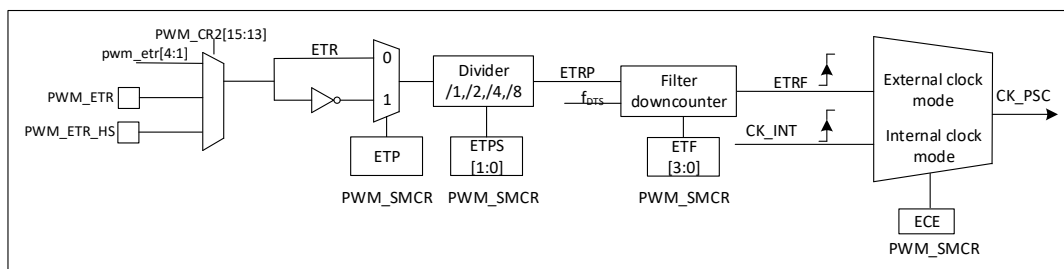 PWM_CR2[15:13]
pwm_etr[4:1]
PWM_ETR
PWM_ETR_HS
ETR
0
1
ETP
PWM_SMCR
Divider
/1,/2,/4,/8
ETPS
[1:0]
PWM_SMCR
ETRP
fDTS
Filter
downcounter
ETF
[3:0]
PWM_SMCR
ETRF
CK_INT
External clock
mode
Internal clock
mode
CK_PSC
ECE
PWM_SMCR